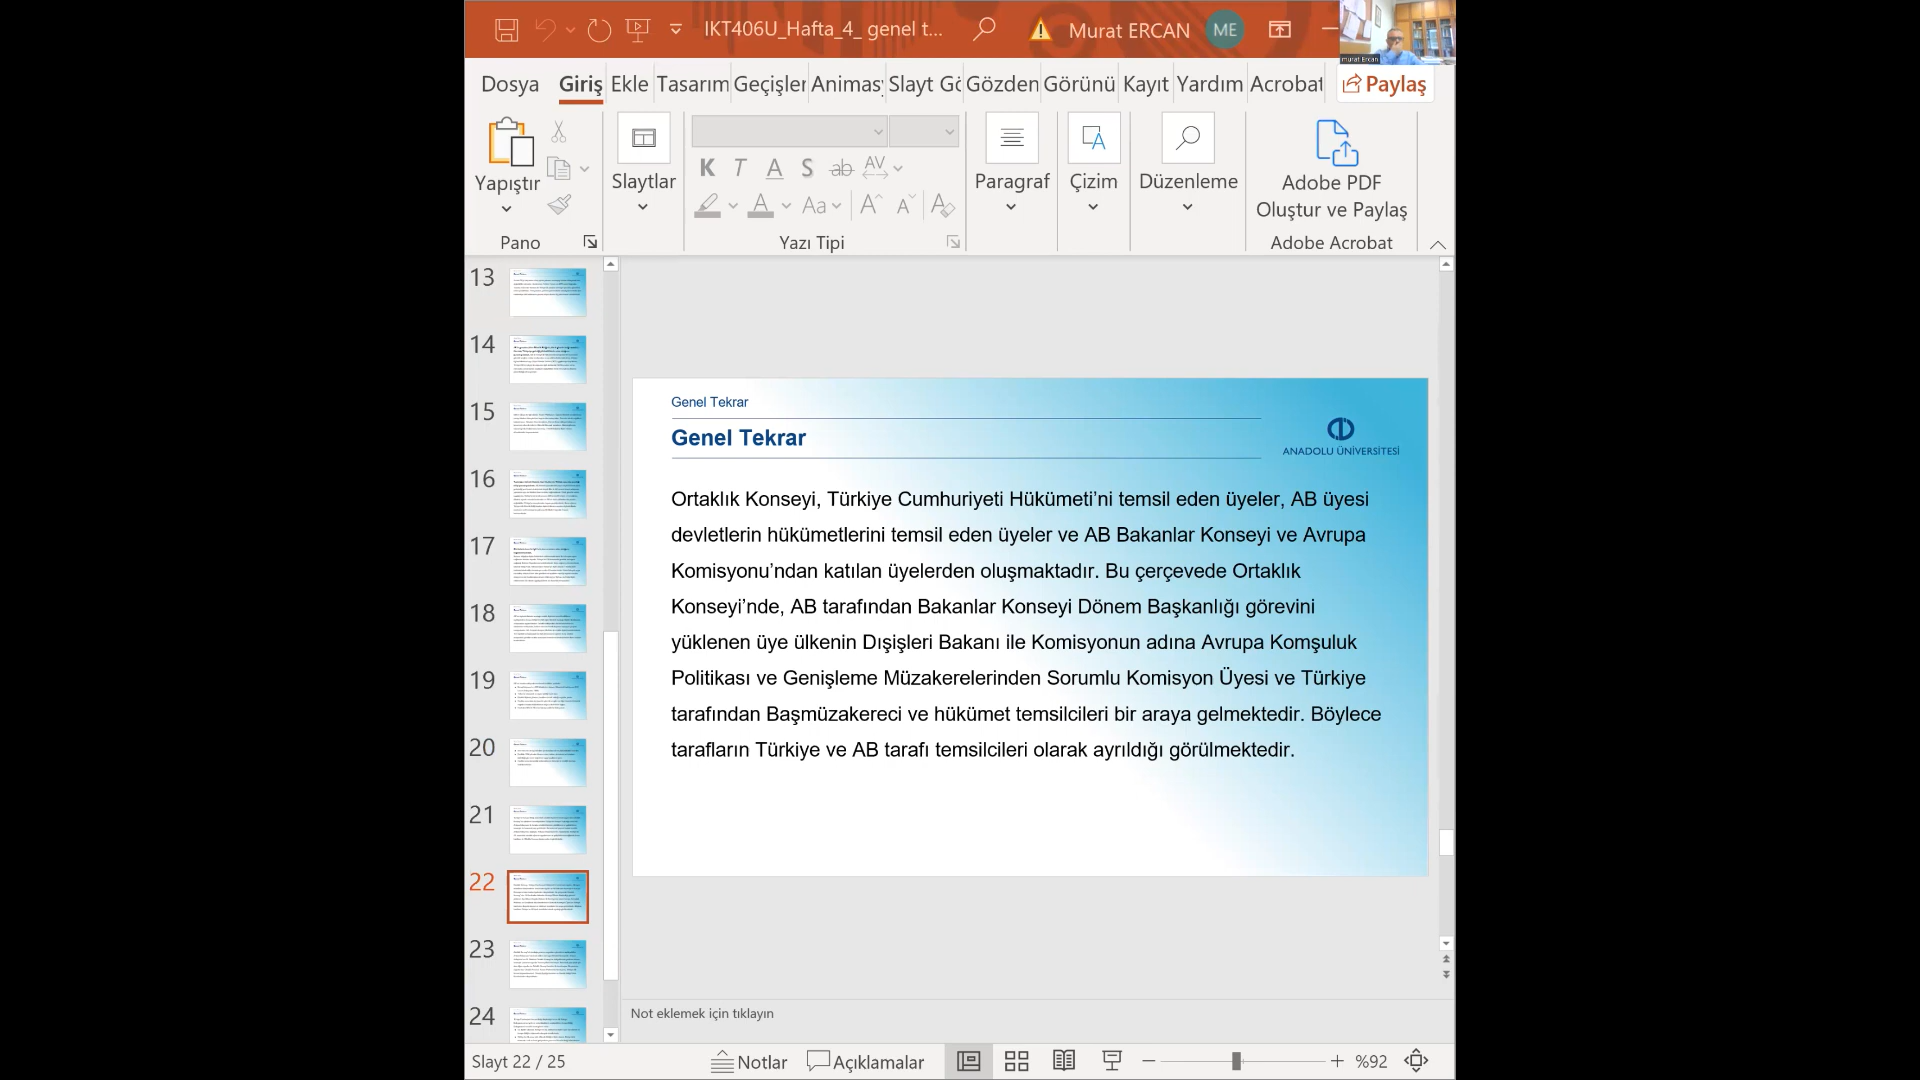 IKT406U_Hafta_4_ genel t...
Murat ERCAN
ME
murat Ercan
Dosya
Giriş
Ekle
Tasarım
Geçişler
Animas
Slayt Gö
Gözden
Görünü
Kayıt
Yardım
Acrobat
Paylaş
Yapıştır
Slaytlar
K T A S ab AV
A Aa A A A
Paragraf
Çizim
Düzenleme
Adobe PDF
Oluştur ve Paylaş
Pano
Yazı Tipi
Adobe Acrobat
13
14
15
16
17
18
19
20
21
22
23
24
Genel Tekrar
Genel Tekrar
ANADOLU ÜNİVERSİTESİ
Ortaklık Konseyi, Türkiye Cumhuriyeti Hükümeti’ni temsil eden üyeler, AB üyesi
devletlerin hükümetlerini temsil eden üyeler ve AB Bakanlar Konseyi ve Avrupa
Komisyonu’ndan katılan üyelerden oluşmaktadır. Bu çerçevede Ortaklık
Konseyi’nde, AB tarafından Bakanlar Konseyi Dönem Başkanlığı görevini
yüklenen üye ülkenin Dışişleri Bakanı ile Komisyonun adına Avrupa Komşuluk
Politikası ve Genişleme Müzakerelerinden Sorumlu Komisyon Üyesi ve Türkiye
tarafından Başmüzakereci ve hükümet temsilcileri bir araya gelmektedir. Böylece
tarafların Türkiye ve AB tarafı temsilcileri olarak ayrıldığı görülmektedir.
Not eklemek için tıklayın
Slayt 22 / 25
Notlar
Açıklamalar
%92